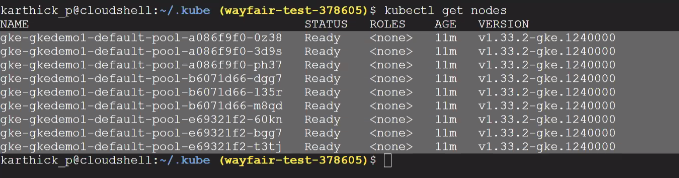 karthick_p@cloudshell:~/.kube (wayfair-test-378605)$ kubectl get nodes
NAME STATUS ROLES AGE VERSION
gke-gkedemo1-default-pool-a086f9f0-0z38 Ready <none> 11m v1.33.2-gke.1240000
gke-gkedemo1-default-pool-a086f9f0-3d9s Ready <none> 11m v1.33.2-gke.1240000
gke-gkedemo1-default-pool-a086f9f0-ph37 Ready <none> 11m v1.33.2-gke.1240000
gke-gkedemo1-default-pool-b6071d66-dgg7 Ready <none> 11m v1.33.2-gke.1240000
gke-gkedemo1-default-pool-b6071d66-l35r Ready <none> 11m v1.33.2-gke.1240000
gke-gkedemo1-default-pool-b6071d66-m8qd Ready <none> 11m v1.33.2-gke.1240000
gke-gkedemo1-default-pool-e69321f2-60kn Ready <none> 11m v1.33.2-gke.1240000
gke-gkedemo1-default-pool-e69321f2-bgg7 Ready <none> 11m v1.33.2-gke.1240000
gke-gkedemo1-default-pool-e69321f2-t3tj Ready <none> 11m v1.33.2-gke.1240000
karthick_p@cloudshell:~/.kube (wayfair-test-378605)$